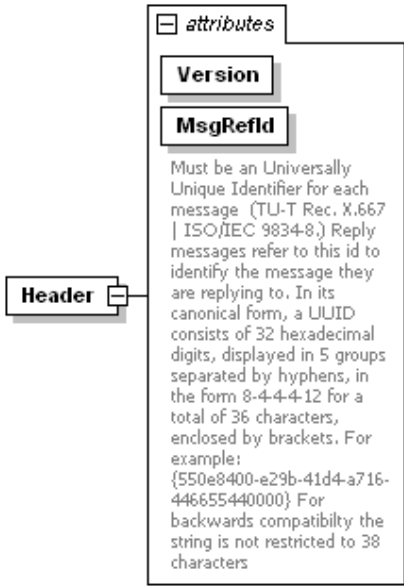 attributes
Version
MsgRefId
Must be an Universally
Unique Identifier for each
message (TU-T Rec. X.667
| ISO/IEC 9834-8.) Reply
messages refer to this id to
identify the message they
are replying to. In its
canonical form, a UUID
consists of 32 hexadecimal
digits, displayed in 5 groups
separated by hyphens, in
the form 8-4-4-4-12 for a
total of 36 characters,
enclosed by brackets. For
example:
{550e8400-e29b-41d4-a716-
446655440000} For
backwards compatibilty the
string is not restricted to 38
characters
Header